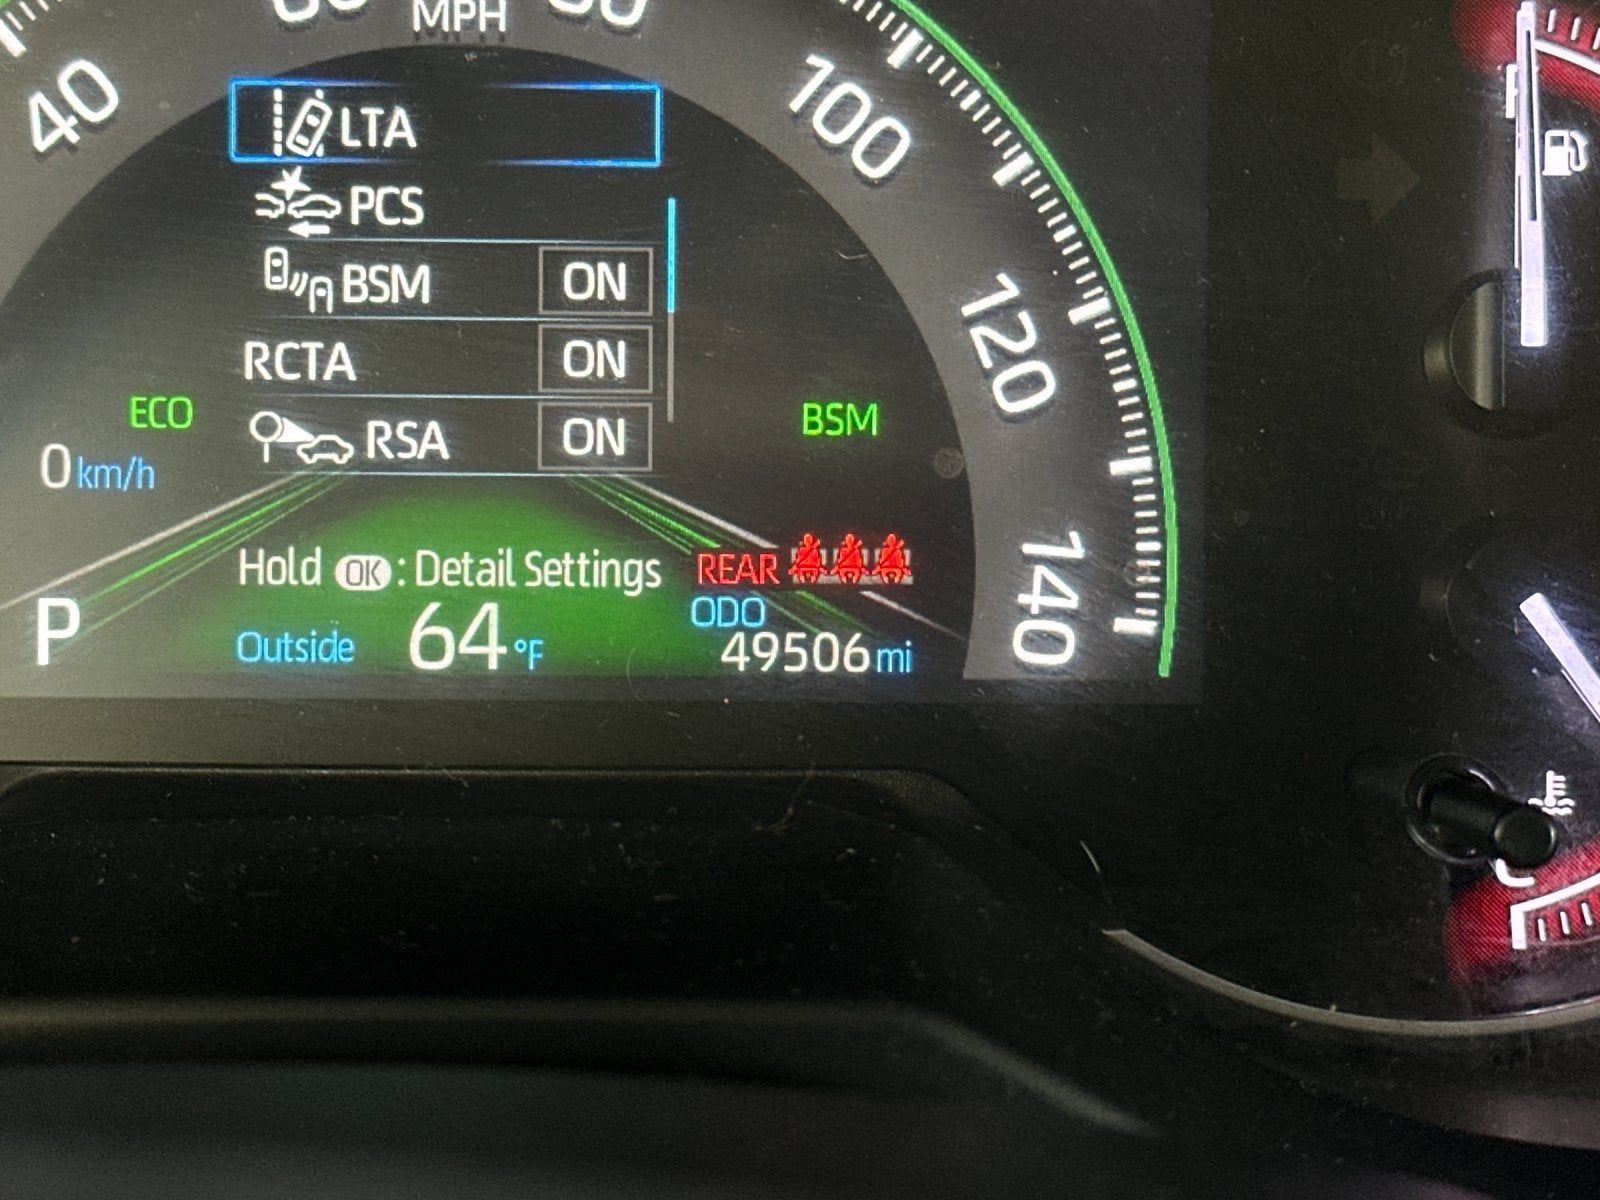 MPH
40
100
120
140
LTA
PCS
BSM ON
RCTA ON
RSA ON
ECO
BSM
0 km/h
Hold OK : Detail Settings
REAR
P
Outside 64 °F
ODO
49506 mi